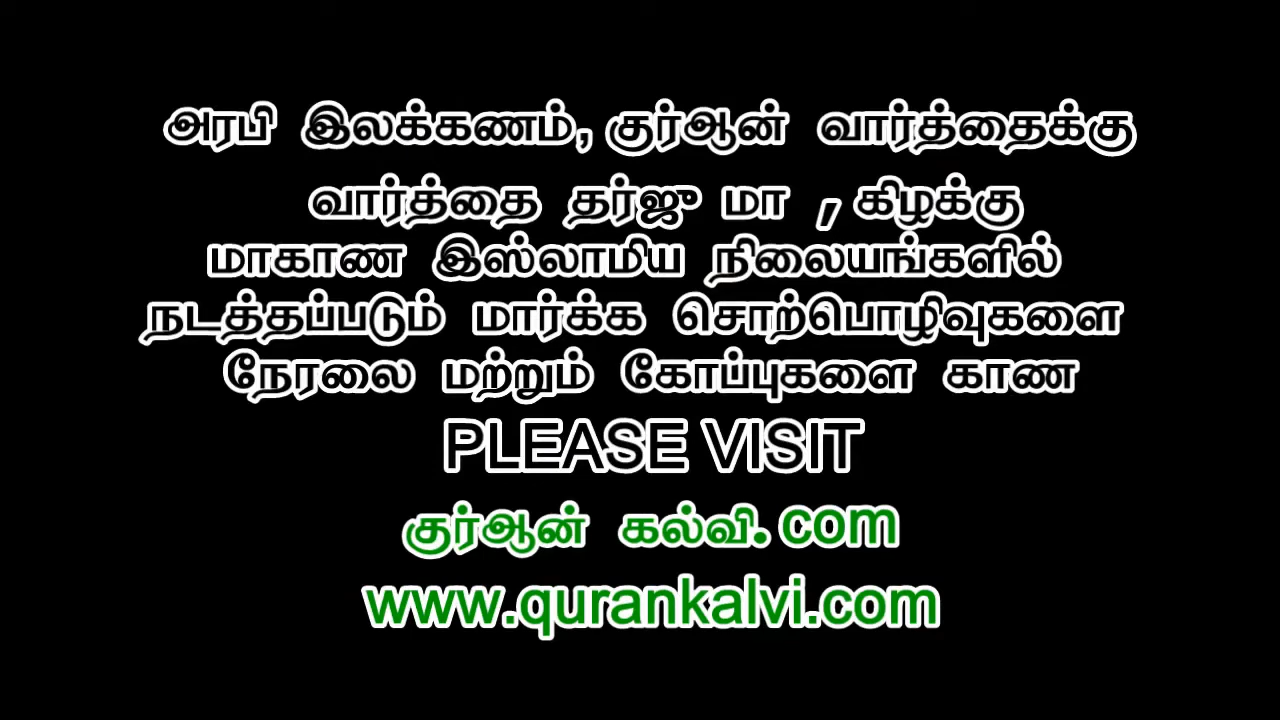 அரபி இலக்கணம், குர்ஆன் வார்த்தைக்கு
வார்த்தை தர்ஜுமா , கிழக்கு
மாகாண இஸ்லாமிய நிலையங்களில்
நடத்தப்படும் மார்க்க சொற்பொழிவுகளை
நேரலை மற்றும் கோப்புகளை காண
PLEASE VISIT
குர்ஆன் கல்வி.com
www.qurankalvi.com